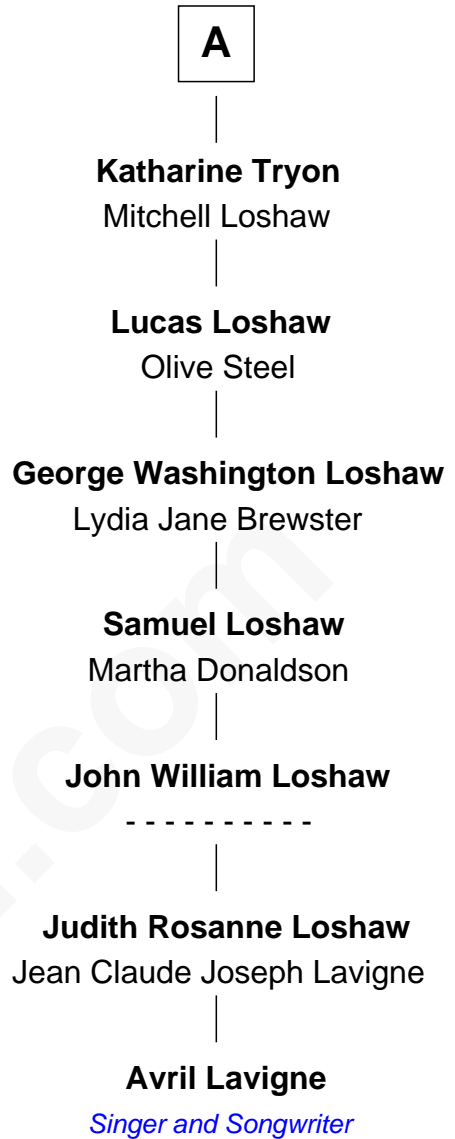 A
Katharine Tryon
Mitchell Loshaw
Lucas Loshaw
Olive Steel
George Washington Loshaw
Lydia Jane Brewster
Samuel Loshaw
Martha Donaldson
John William Loshaw
- - - - - - - - - -
Judith Rosanne Loshaw
Jean Claude Joseph Lavigne
Avril Lavigne
Singer and Songwriter